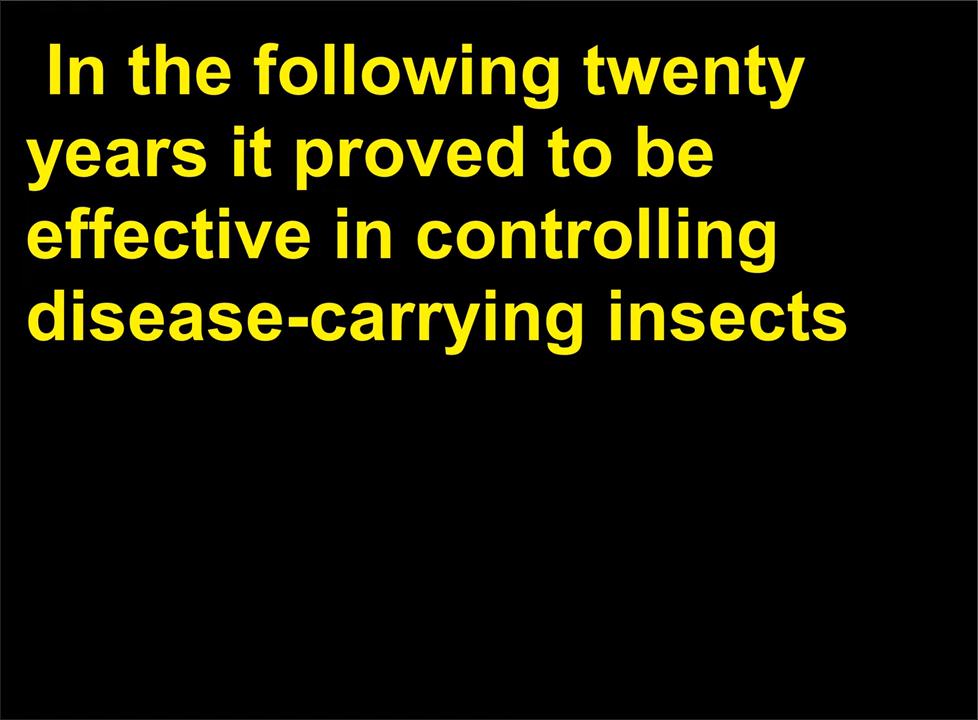 In the following twenty
years it proved to be
effective in controlling
disease-carrying insects